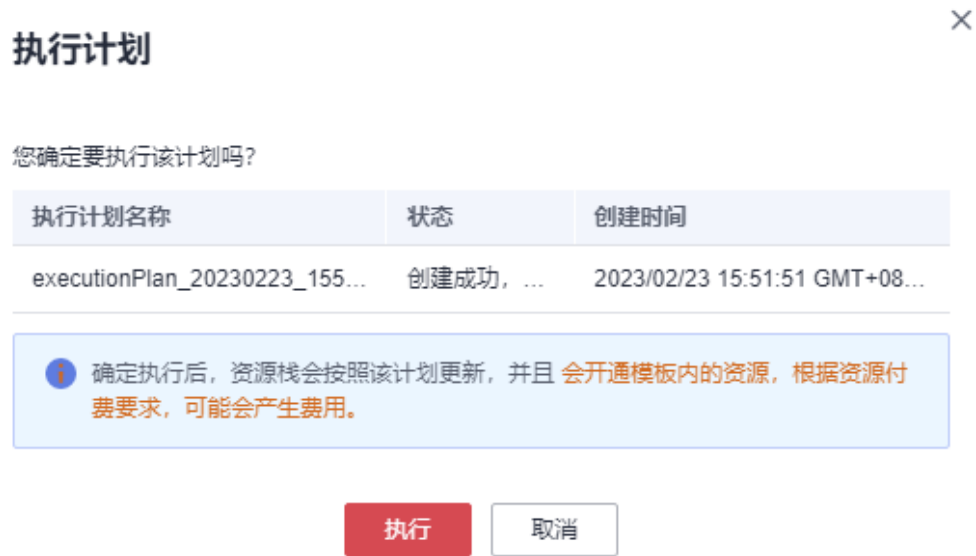 执行计划
您确定要执行该计划吗?
执行计划名称 状态 创建时间
executionPlan_20230223_155... 创建成功，... 2023/02/23 15:51:51 GMT+08...
确定执行后，资源栈会按照该计划更新，并且 会开通模板内的资源，根据资源付
费要求，可能会产生费用。
执行 取消